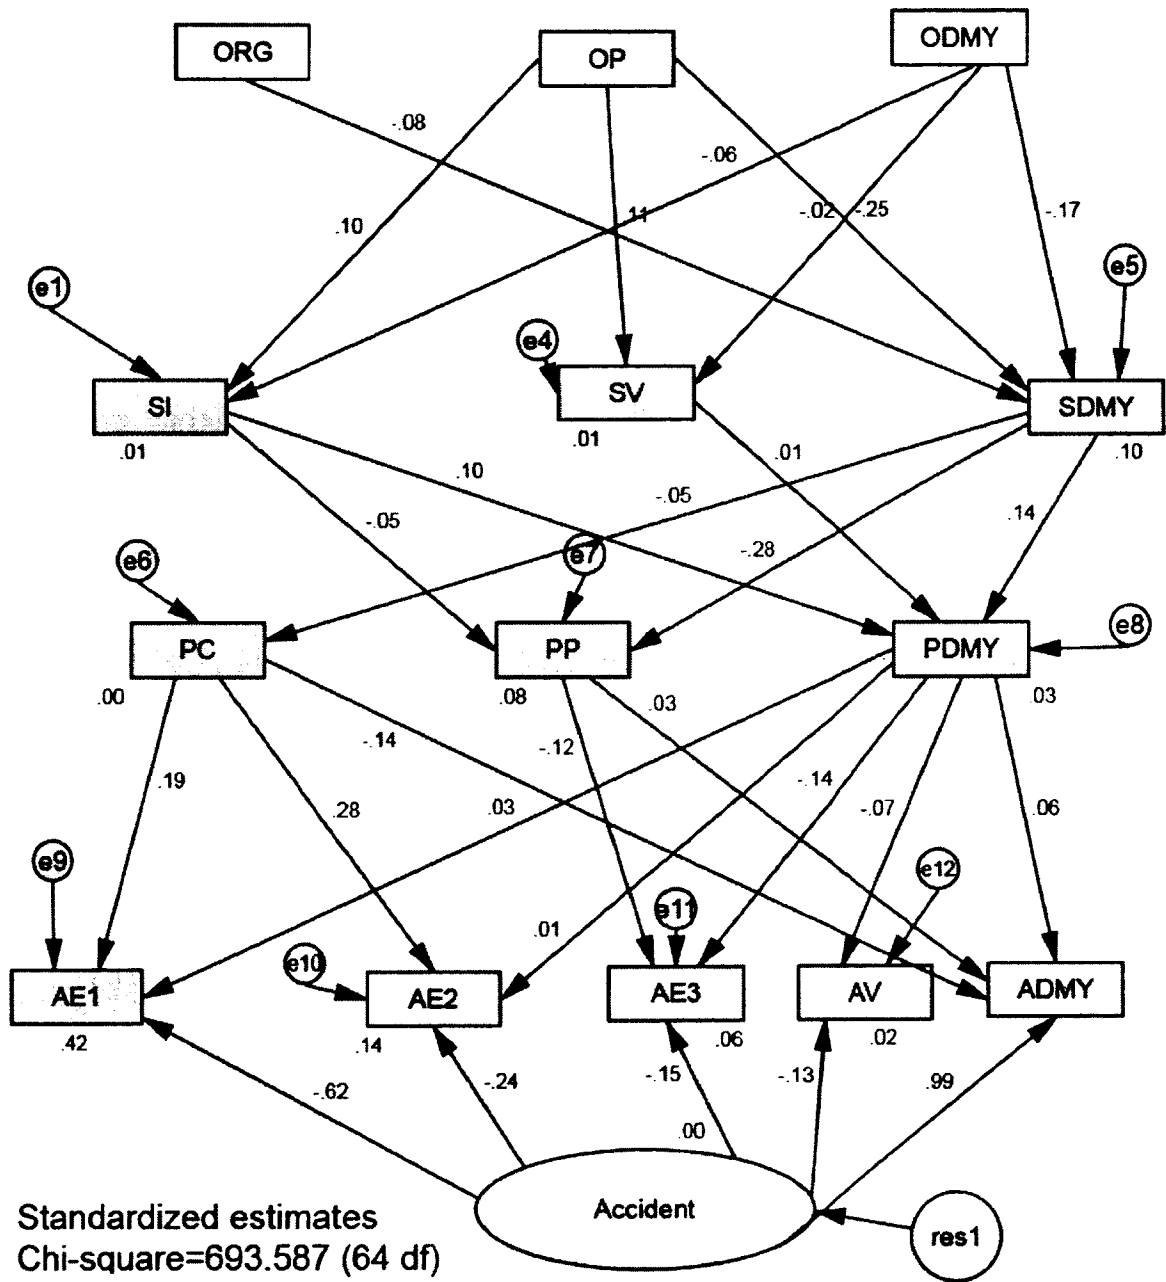 ORG
OP
ODMY
-.08
-.06
.10
.11
-.02
-.25
-.17
e1
e4
e5
SI
SV
SDMY
.01
.01
.10
.10
.01
-.05
-.05
-.28
.14
e6
e7
e8
PC
PP
PDMY
.00
.08
.03
.03
-.14
-.12
.19
.28
.03
-.14
-.07
.06
e9
e10
e11
e12
.01
AE1
AE2
AE3
AV
ADMY
.42
.14
.06
.02
-.62
-.24
-.15
-.13
.99
.00
Accident
res1
Standardized estimates
Chi-square=693.587 (64 df)